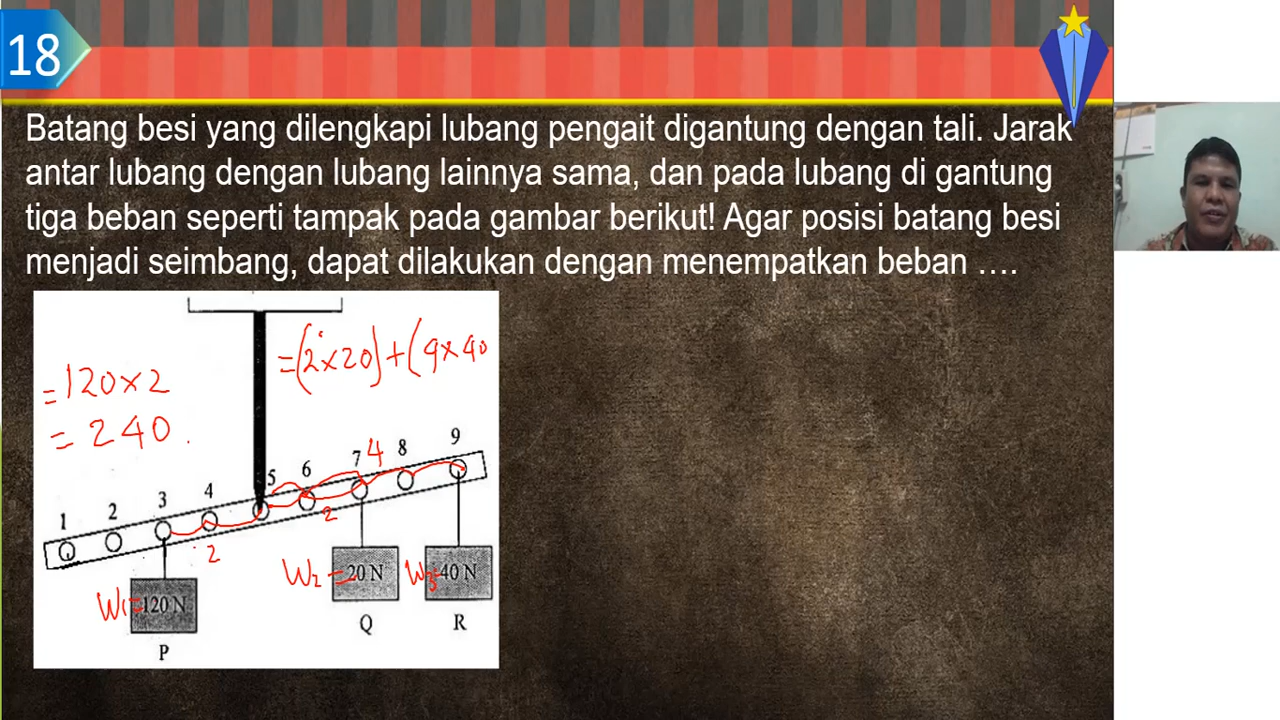 18
Batang besi yang dilengkapi lubang pengait digantung dengan tali. Jarak
antar lubang dengan lubang lainnya sama, dan pada lubang di gantung
tiga beban seperti tampak pada gambar berikut! Agar posisi batang besi
menjadi seimbang, dapat dilakukan dengan menempatkan beban ....
=(2×20)+(4×40
=120×2
=240.
1 2 3 4 5 6 7 4 8 9
2 2
W1=120 N
W2=20 N
W3=40 N
P
Q
R